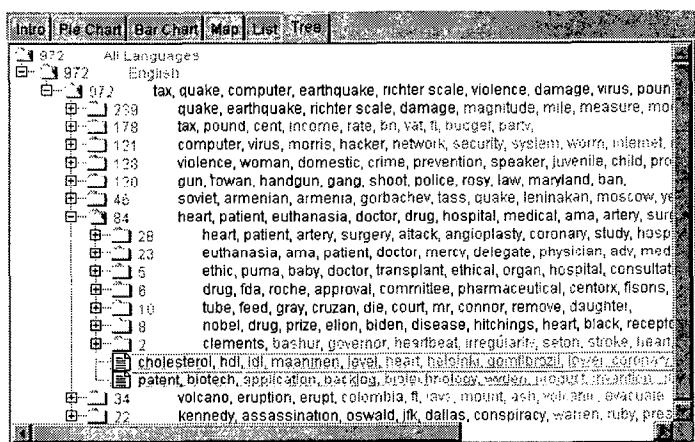 Intro Pie Chart Bar Chart Map List Tree
972 All Languages
972 English
972 tax, quake, computer, earthquake, richter scale, violence, damage, virus, poun
239 quake, earthquake, richter scale, damage, magnitude, mile, measure, mo
178 tax, pound, cent, income, rate, bn, vat, fi, budget, party,
121 computer, virus, morris, hacker, network, security, system, worm, internet,
violence, woman, domestic, crime, prevention, speaker, juvenile, child, pro
gun, rowan, handgun, gang, shoot, police, rosy, law, maryland, ban,
46 soviet, armenian, armenia, gorbachev, tass, quake, leninakan, moscow, ye
84 heart, patient, euthanasia, doctor, drug, hospital, medical, ama, artery, surg
28 heart, patient, artery, surgery, attack, angioplasty, coronary, study, hosp
23 euthanasia, ama, patient, doctor, mercy, delegate, physician, adv, med
5 ethic, puma, baby, doctor, transplant, ethical, organ, hospital, consultat
6 drug, fda, roche, approval, committee, pharmaceutical, centorx, fisons,
10 tube, feed, gray, cruzan, die, court, mr, connor, remove, daughter,
8 nobel, drug, prize, elion, biden, disease, hitchings, heart, black, recepto
2 clements, bashur, governor, heartbeat, irregularity, seton, stroke, heart,
cholesterol, hdl, ldl, maaninen, level, heart, helsinki, gemfibrozil, lower, coronary
patent, biotech, application, backlog, biotechnology, wyden, product, invention
34 volcano, eruption, erupt, colombia, ft, lava, mount, ash, volcanic, evacuate
22 kennedy, assassination, oswald, jfk, dallas, conspiracy, warren, ruby, pres